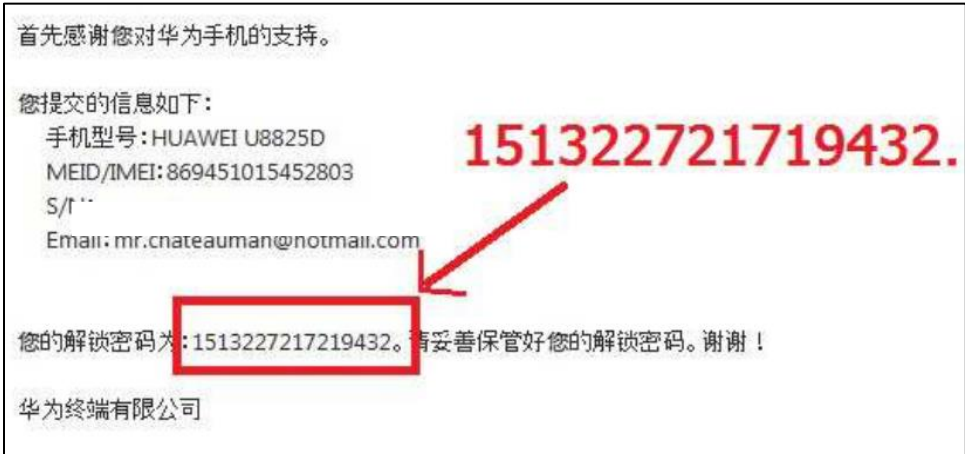 首先感谢您对华为手机的支持。
您提交的信息如下:
手机型号:HUAWEI U8825D
151322721719432.
MEID/IMEI:869451015452803
S/
Email: mr.chateauman@hotmail.com
您的解锁密码为:1513227217219432。请妥善保管好您的解锁密码。谢谢!
华为终端有限公司